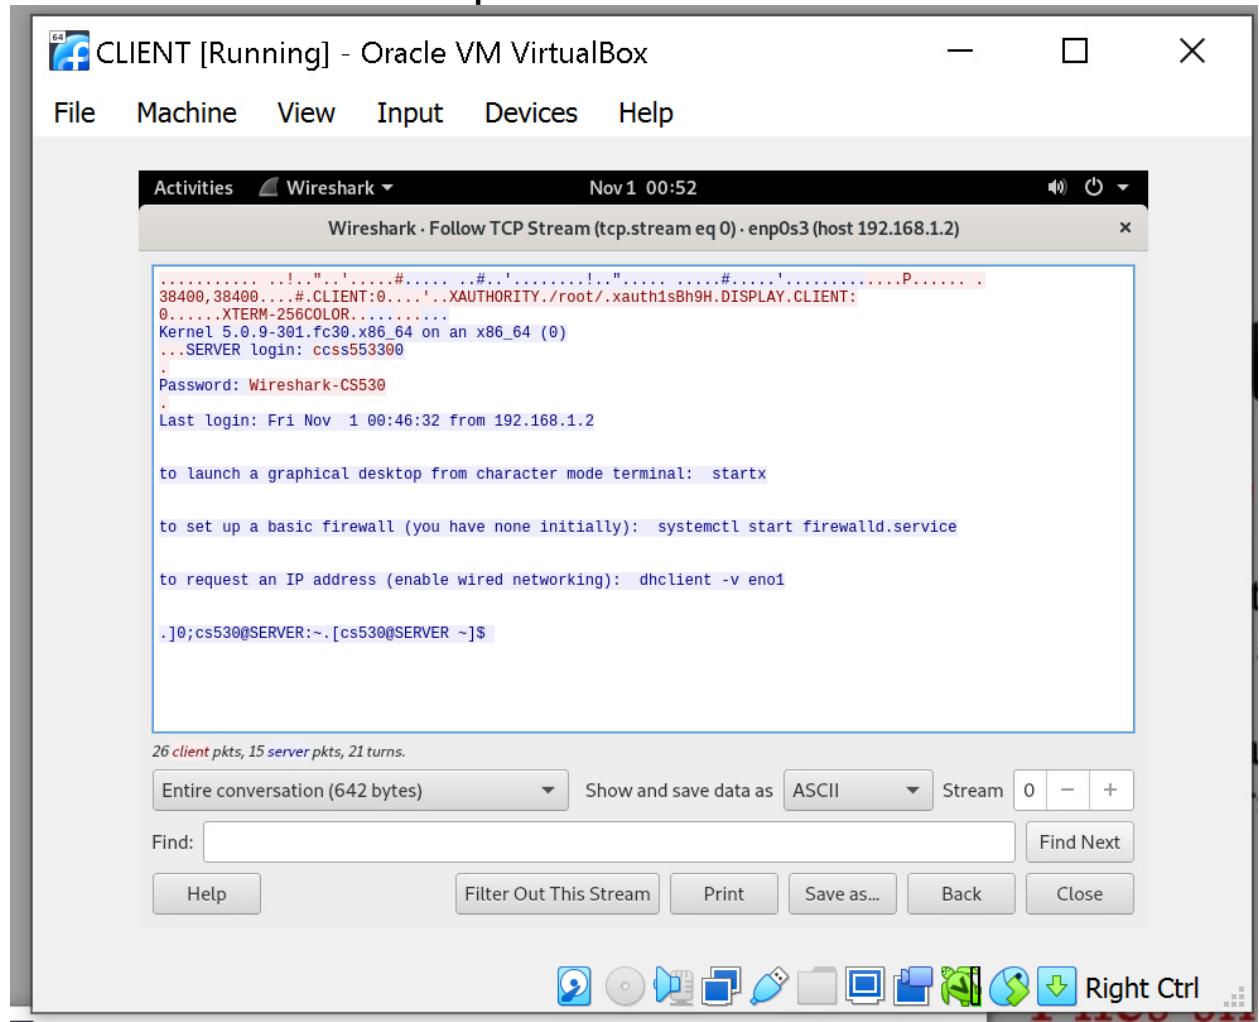 64
CLIENT [Running] - Oracle VM VirtualBox
File Machine View Input Devices Help
Activities Wireshark Nov 1 00:52
Wireshark · Follow TCP Stream (tcp.stream eq 0) · enp0s3 (host 192.168.1.2)
........... ..!.."..'.....#..... ..#..'........!.."..... .....#.....'.............P...... .
38400,38400....#.CLIENT:0....'..XAUTHORITY./root/.xauth1sBh9H.DISPLAY.CLIENT:
0......XTERM-256COLOR...........
Kernel 5.0.9-301.fc30.x86_64 on an x86_64 (0)
...SERVER login: ccss553300
.
Password: Wireshark-CS530
.
Last login: Fri Nov  1 00:46:32 from 192.168.1.2
to launch a graphical desktop from character mode terminal:  startx
to set up a basic firewall (you have none initially):  systemctl start firewalld.service
to request an IP address (enable wired networking):  dhclient -v eno1
.]0;cs530@SERVER:~.[cs530@SERVER ~]$
26 client pkts, 15 server pkts, 21 turns.
Entire conversation (642 bytes) Show and save data as ASCII Stream 0 − +
Find: Find Next
Help Filter Out This Stream Print Save as... Back Close
Right Ctrl